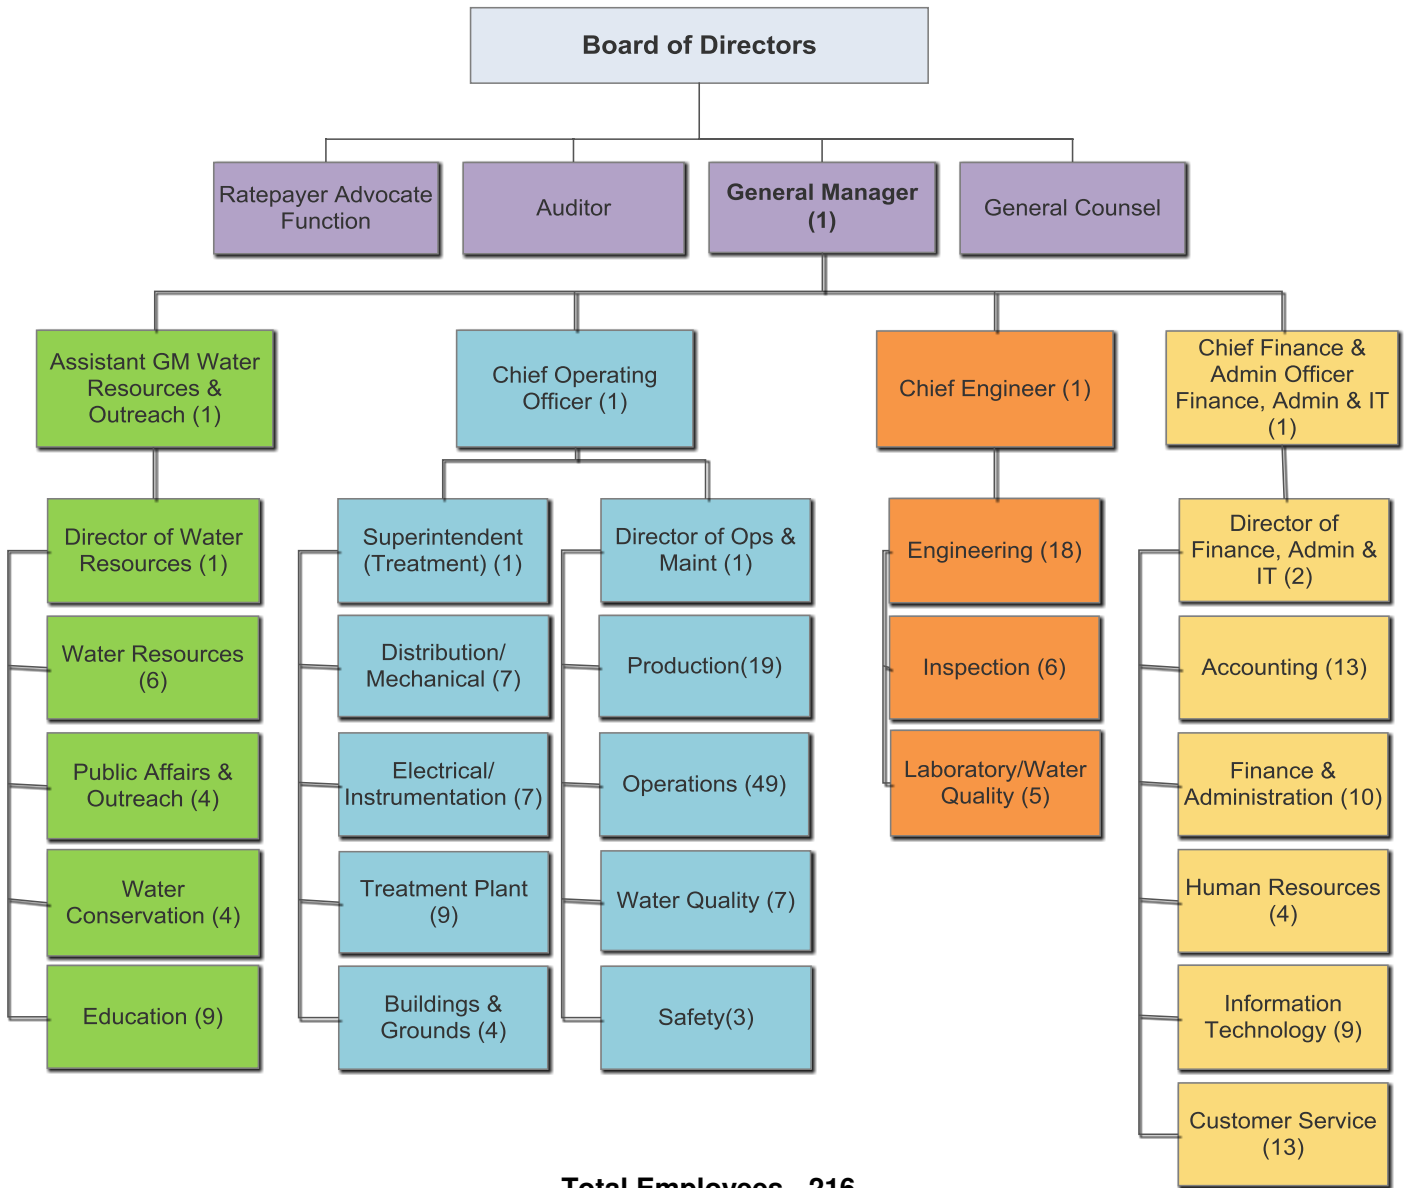 Board of Directors
Ratepayer Advocate
Function
Auditor
General Manager
(1)
General Counsel
Assistant GM Water
Resources &
Outreach (1)
Chief Operating
Officer (1)
Chief Engineer (1)
Chief Finance &
Admin Officer
Finance, Admin & IT
(1)
Director of Water
Resources (1)
Water Resources
(6)
Public Affairs &
Outreach (4)
Water
Conservation (4)
Education (9)
Superintendent
(Treatment) (1)
Distribution/
Mechanical (7)
Electrical/
Instrumentation (7)
Treatment Plant
(9)
Buildings &
Grounds (4)
Director of Ops &
Maint (1)
Production(19)
Operations (49)
Water Quality (7)
Safety(3)
Engineering (18)
Inspection (6)
Laboratory/Water
Quality (5)
Director of
Finance, Admin &
IT (2)
Accounting (13)
Finance &
Administration (10)
Human Resources
(4)
Information
Technology (9)
Customer Service
(13)
Total Employees - 216